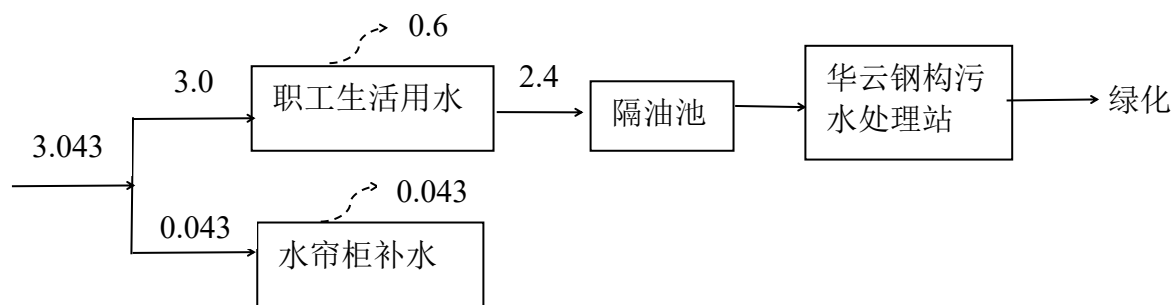 0.6
3.0
职工生活用水
2.4
隔油池
华云钢构污
水处理站
绿化
3.043
0.043
0.043
水帘柜补水